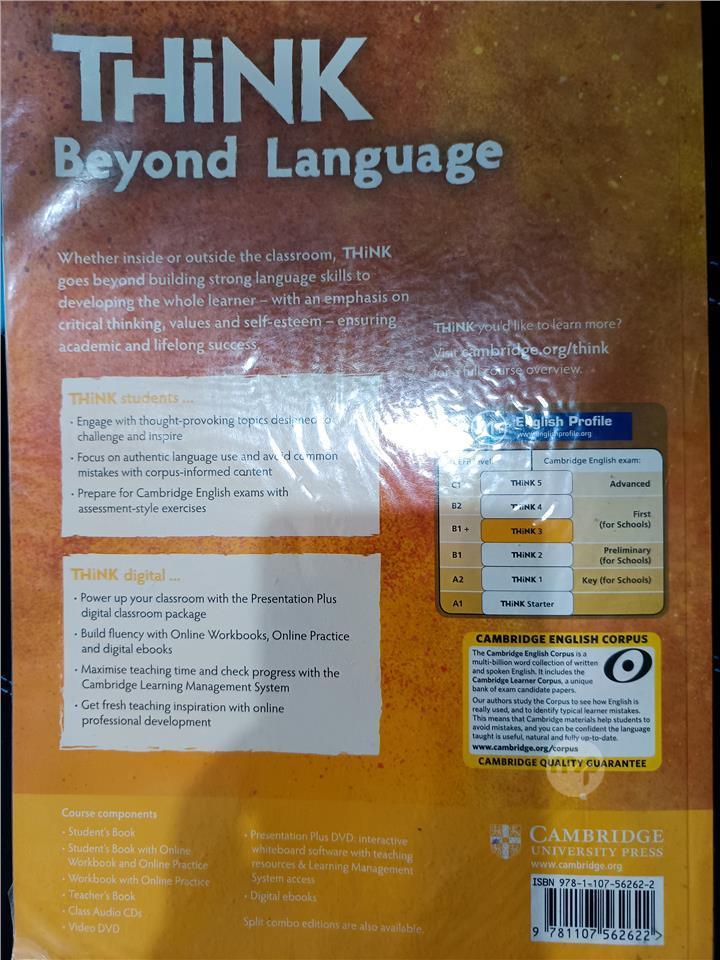 THiNK
Beyond Language
Whether inside or outside the classroom, THiNK
goes beyond building strong language skills to
developing the whole learner – with an emphasis on
critical thinking, values and self-esteem – ensuring
academic and lifelong success.
THiNK you'd like to learn more?
Visit cambridge.org/think
for a full course overview.
THiNK students ...
• Engage with thought-provoking topics designed to
challenge and inspire
• Focus on authentic language use and avoid common
mistakes with corpus-informed content
• Prepare for Cambridge English exams with
assessment-style exercises
THiNK digital ...
• Power up your classroom with the Presentation Plus
digital classroom package
• Build fluency with Online Workbooks, Online Practice
and digital ebooks
• Maximise teaching time and check progress with the
Cambridge Learning Management System
• Get fresh teaching inspiration with online
professional development
English Profile
www.englishprofile.org
level Cambridge English exam:
C1 THiNK 5 Advanced
B2 THiNK 4
First
(for Schools)
B1+ THiNK 3
B1 THiNK 2 Preliminary
(for Schools)
A2 THiNK 1 Key (for Schools)
A1 THiNK Starter
CAMBRIDGE ENGLISH CORPUS
The Cambridge English Corpus is a
multi-billion word collection of written
and spoken English. It includes the
Cambridge Learner Corpus, a unique
bank of exam candidate papers.
Our authors study the Corpus to see how English is
really used, and to identify typical learner mistakes.
This means that Cambridge materials help students to
avoid mistakes, and you can be confident the language
taught is useful, natural and fully up-to-date.
www.cambridge.org/corpus
CAMBRIDGE QUALITY GUARANTEE
Course components
• Student's Book
• Student's Book with Online
Workbook and Online Practice
• Workbook with Online Practice
• Teacher's Book
• Class Audio CDs
• Video DVD
• Presentation Plus DVD: interactive
whiteboard software with teaching
resources & Learning Management
System access
• Digital ebooks
Split combo editions are also available.
CAMBRIDGE
UNIVERSITY PRESS
www.cambridge.org
ISBN 978-1-107-56262-2
9 781107 562622 >